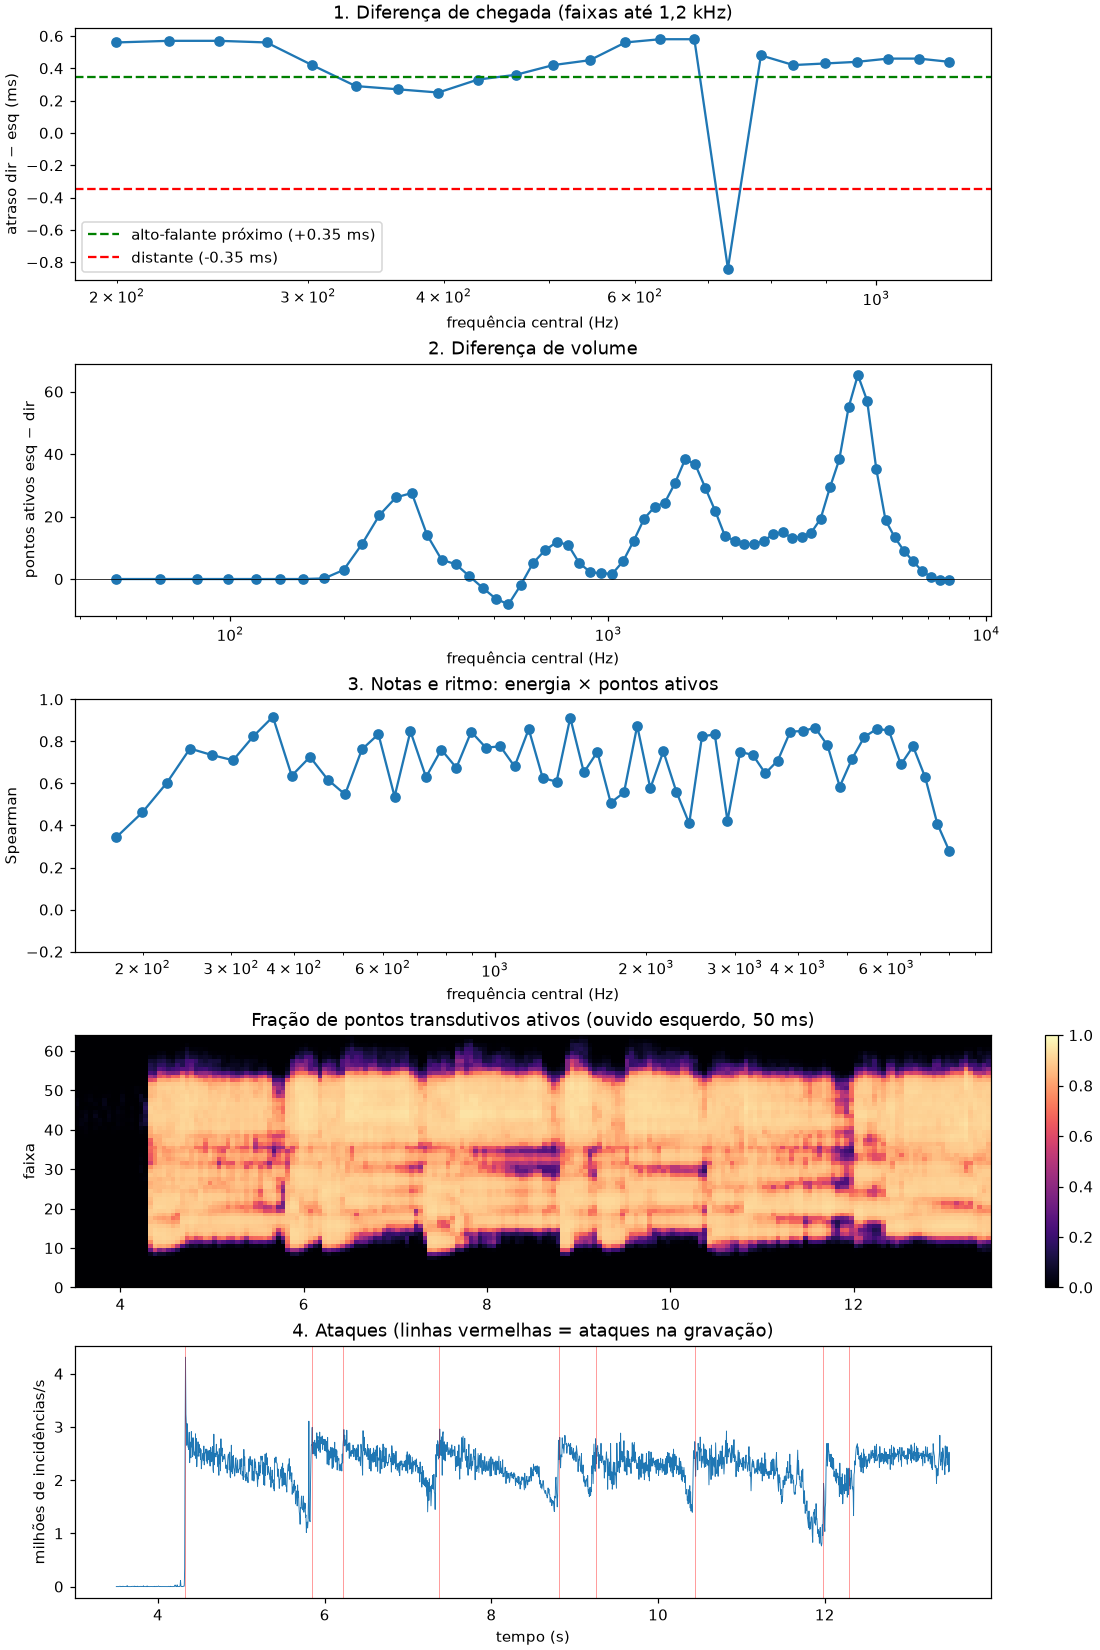 1. Diferença de chegada (faixas até 1,2 kHz)
atraso dir − esq (ms)
0.6
0.4
0.2
0.0
−0.2
−0.4
−0.6
−0.8
alto-falante próximo (+0.35 ms)
distante (-0.35 ms)
2 × 10² 3 × 10² 4 × 10² 6 × 10² 10³
frequência central (Hz)
2. Diferença de volume
pontos ativos esq − dir
60
40
20
0
10² 10³ 10⁴
frequência central (Hz)
3. Notas e ritmo: energia × pontos ativos
Spearman
1.0
0.8
0.6
0.4
0.2
0.0
−0.2
2 × 10² 3 × 10² 4 × 10² 6 × 10² 10³ 2 × 10³ 3 × 10³ 4 × 10³ 6 × 10³
frequência central (Hz)
Fração de pontos transdutivos ativos (ouvido esquerdo, 50 ms)
faixa
60
50
40
30
20
10
0
4 6 8 10 12
1.0
0.8
0.6
0.4
0.2
0.0
4. Ataques (linhas vermelhas = ataques na gravação)
milhões de incidências/s
4
3
2
1
0
4 6 8 10 12
tempo (s)